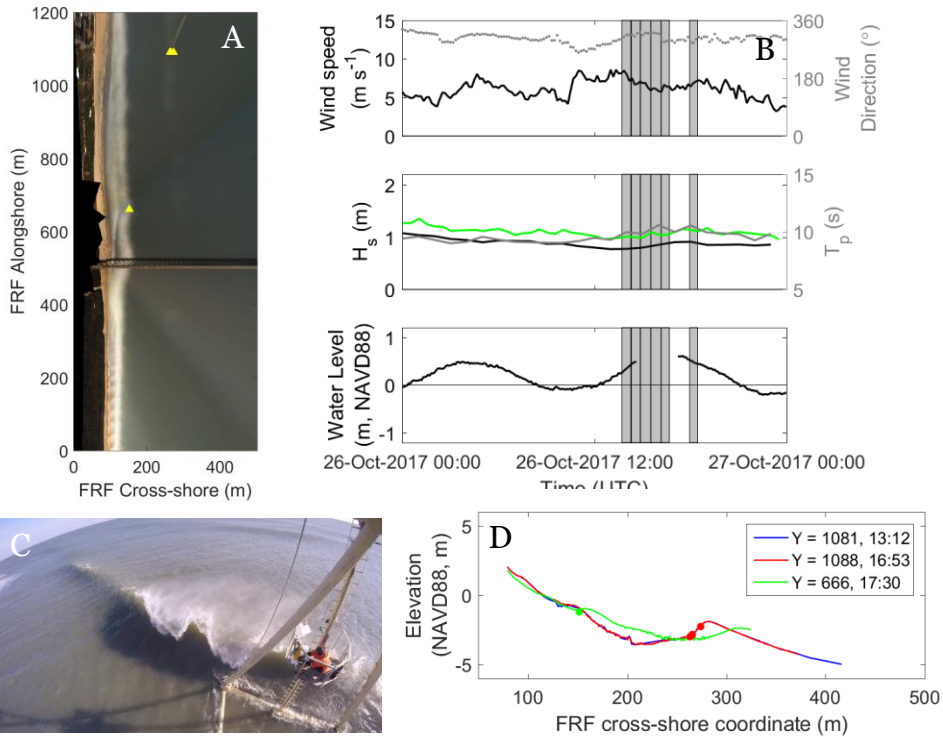 A
1200
1000
800
600
400
200
0
FRF Alongshore (m)
0
200
400
FRF Cross-shore (m)
B
15
10
5
0
Wind speed
(m s-1)
360
180
0
Wind
Direction (°)
2
1
0
Hs (m)
15
10
5
Tp (s)
1
0
-1
Water Level
(m, NAVD88)
26-Oct-2017 00:00
26-Oct-2017 12:00
27-Oct-2017 00:00
C
D
5
0
-5
Elevation
(NAVD88, m)
Y = 1081, 13:12
Y = 1088, 16:53
Y = 666, 17:30
100
200
300
400
500
FRF cross-shore coordinate (m)